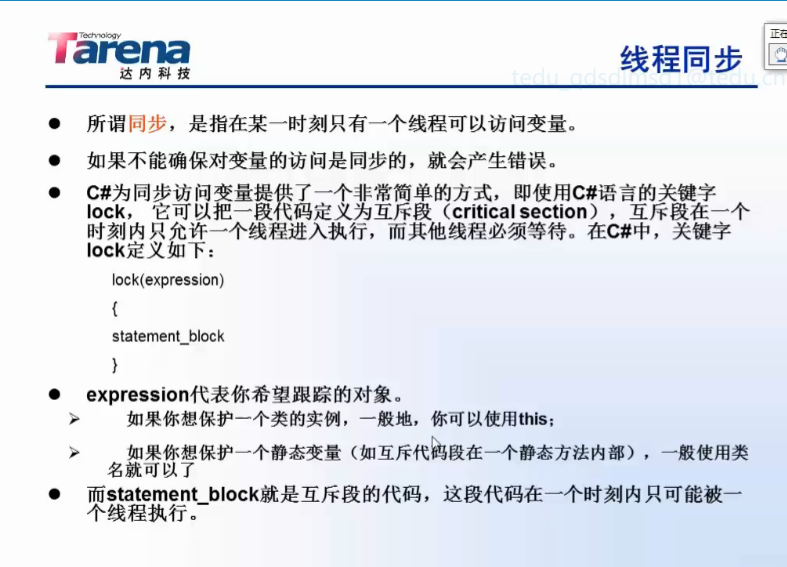 Technology
Tarena
达内科技
正在
线程同步
tedu_gdsdlmsd1@tedu.cn
● 所谓同步，是指在某一时刻只有一个线程可以访问变量。
● 如果不能确保对变量的访问是同步的，就会产生错误。
● C#为同步访问变量提供了一个非常简单的方式，即使用C#语言的关键字
lock， 它可以把一段代码定义为互斥段（critical section），互斥段在一个
时刻内只允许一个线程进入执行，而其他线程必须等待。在C#中，关键字
lock定义如下：
lock(expression)
{
statement_block
}
● expression代表你希望跟踪的对象。
➢ 如果你想保护一个类的实例，一般地，你可以使用this；
➢ 如果你想保护一个静态变量（如互斥代码段在一个静态方法内部），一般使用类
名就可以了
● 而statement_block就是互斥段的代码，这段代码在一个时刻内只可能被一
个线程执行。